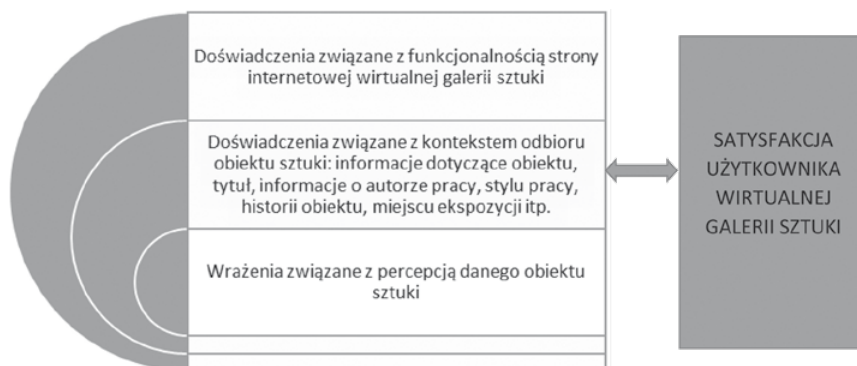 Doświadczenia związane z funkcjonalnością strony
internetowej wirtualnej galerii sztuki
Doświadczenia związane z kontekstem odbioru
obiektu sztuki: informacje dotyczące obiektu,
tytuł, informacje o autorze pracy, stylu pracy,
historii obiektu, miejscu ekspozycji itp.
Wrażenia związane z percepcją danego obiektu
sztuki
SATYSFAKCJA
UŻYTKOWNIKA
WIRTUALNEJ
GALERII SZTUKI